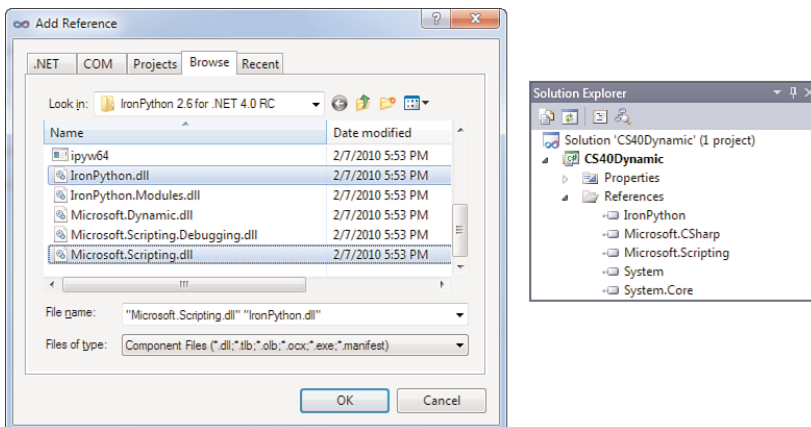 Add Reference
.NET COM Projects Browse Recent
Look in: IronPython 2.6 for .NET 4.0 RC
Name Date modified
ipyw64 2/7/2010 5:53 PM
IronPython.dll 2/7/2010 5:53 PM
IronPython.Modules.dll 2/7/2010 5:53 PM
Microsoft.Dynamic.dll 2/7/2010 5:53 PM
Microsoft.Scripting.Debugging.dll 2/7/2010 5:53 PM
Microsoft.Scripting.dll 2/7/2010 5:53 PM
File name: "Microsoft.Scripting.dll" "IronPython.dll"
Files of type: Component Files (*.dll;*.tlb;*.olb;*.ocx;*.exe;*.manifest)
OK Cancel
Solution Explorer
Solution 'CS40Dynamic' (1 project)
CS40Dynamic
Properties
References
IronPython
Microsoft.CSharp
Microsoft.Scripting
System
System.Core